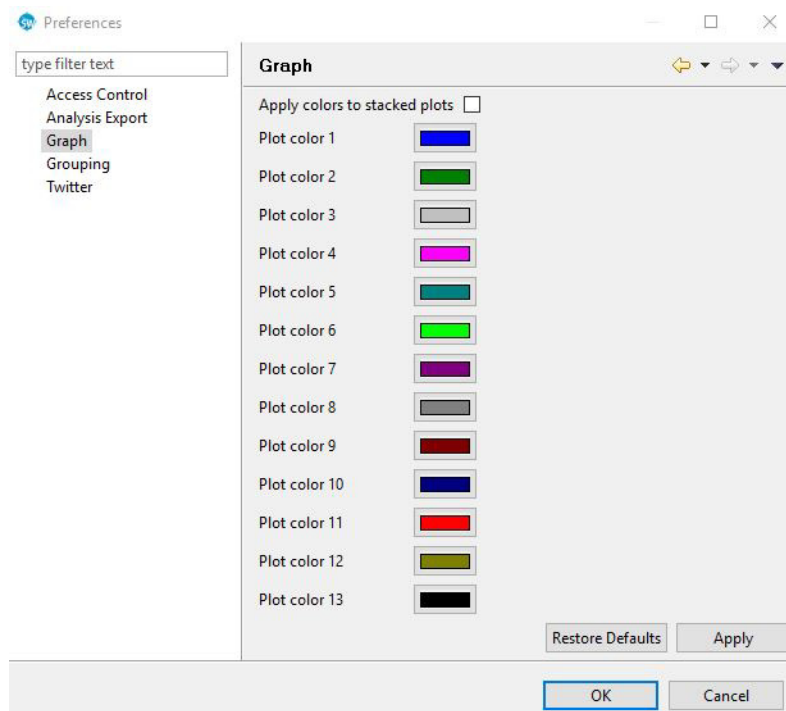 SW Preferences
type filter text
Access Control
Analysis Export
Graph
Grouping
Twitter
Graph
Apply colors to stacked plots
Plot color 1
Plot color 2
Plot color 3
Plot color 4
Plot color 5
Plot color 6
Plot color 7
Plot color 8
Plot color 9
Plot color 10
Plot color 11
Plot color 12
Plot color 13
Restore Defaults Apply
OK Cancel